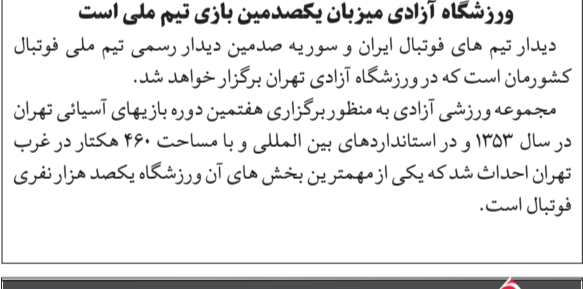 ورزشگاه آزادی میزبان یکصدمین بازی تیم ملی است
دیدار تیم های فوتبال ایران و سوریه صدمین دیدار رسمی تیم ملی فوتبال
کشورمان است که در ورزشگاه آزادی تهران برگزار خواهد شد.
مجموعه ورزشی آزادی به منظور برگزاری هفتمین دوره بازیهای آسیائی تهران
در سال ۱۳۵۳ و در استانداردهای بین المللی و با مساحت ۴۶۰ هکتار در غرب
تهران احداث شد که یکی از مهمترین بخش های آن ورزشگاه یکصد هزار نفری
فوتبال است.